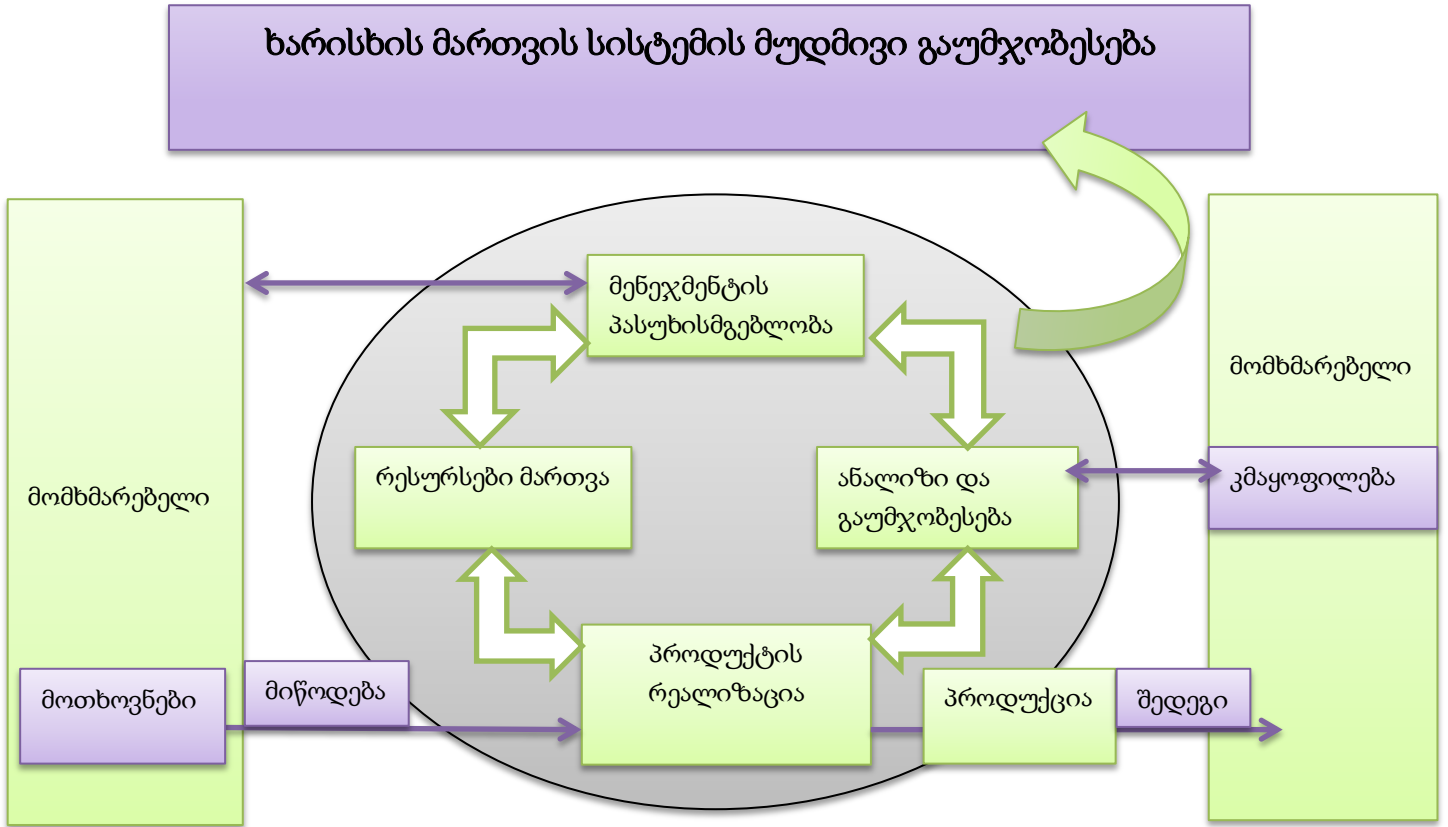 ხარისხის მართვის სისტემის მუდმივი გაუმჯობესება
მენეჯმენტის
პასუხისმგებლობა
მომხმარებელი
რესურსები მართვა
ანალიზი და
გაუმჯობესება
კმაყოფილება
მომხმარებელი
მოთხოვნები
მიწოდება
პროდუქტის
რეალიზაცია
პროდუქცია
შედეგი